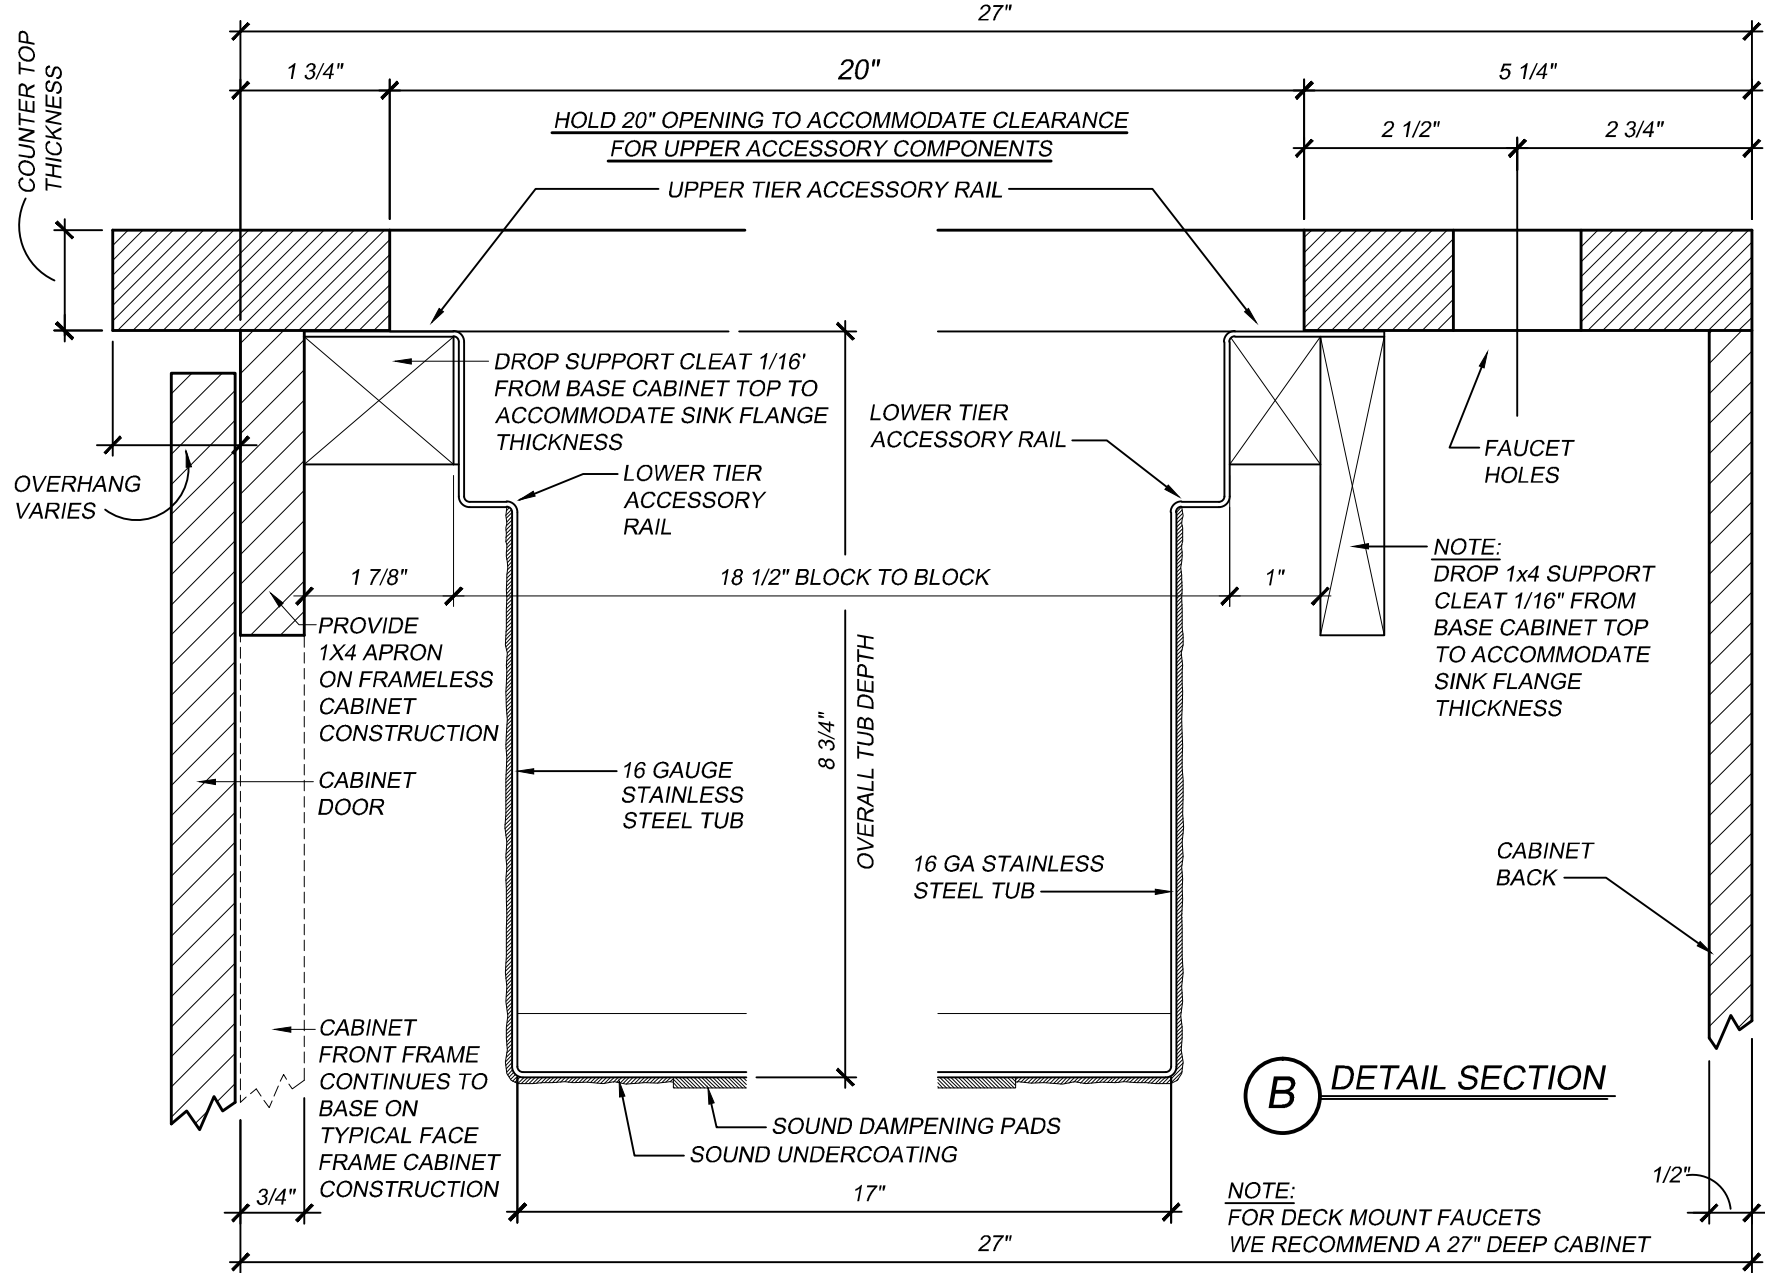 27"
1 3/4"
20"
5 1/4"
2 1/2"
2 3/4"
COUNTER TOP
THICKNESS
HOLD 20" OPENING TO ACCOMMODATE CLEARANCE
FOR UPPER ACCESSORY COMPONENTS
UPPER TIER ACCESSORY RAIL
DROP SUPPORT CLEAT 1/16'
FROM BASE CABINET TOP TO
ACCOMMODATE SINK FLANGE
THICKNESS
LOWER TIER
ACCESSORY RAIL
FAUCET
HOLES
OVERHANG
VARIES
LOWER TIER
ACCESSORY
RAIL
1 7/8"
18 1/2" BLOCK TO BLOCK
1"
NOTE:
DROP 1x4 SUPPORT
CLEAT 1/16" FROM
BASE CABINET TOP
TO ACCOMMODATE
SINK FLANGE
THICKNESS
PROVIDE
1X4 APRON
ON FRAMELESS
CABINET
CONSTRUCTION
8 3/4"
OVERALL TUB DEPTH
CABINET
DOOR
16 GAUGE
STAINLESS
STEEL TUB
16 GA STAINLESS
STEEL TUB
CABINET
BACK
CABINET
FRONT FRAME
CONTINUES TO
BASE ON
TYPICAL FACE
FRAME CABINET
CONSTRUCTION
B DETAIL SECTION
SOUND DAMPENING PADS
SOUND UNDERCOATING
3/4"
17"
1/2"
NOTE:
FOR DECK MOUNT FAUCETS
WE RECOMMEND A 27" DEEP CABINET
27"